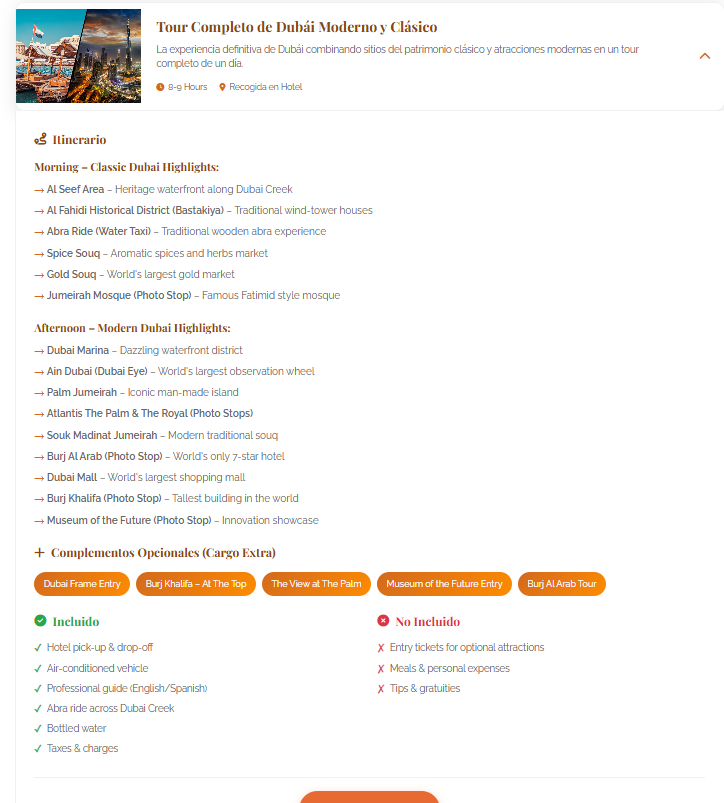 Tour Completo de Dubái Moderno y Clásico
La experiencia definitiva de Dubái combinando sitios del patrimonio clásico y atracciones modernas en un tour
completo de un día.
8-9 Hours Recogida en Hotel
Itinerario
Morning – Classic Dubai Highlights:
→ Al Seef Area – Heritage waterfront along Dubai Creek
→ Al Fahidi Historical District (Bastakiya) – Traditional wind-tower houses
→ Abra Ride (Water Taxi) – Traditional wooden abra experience
→ Spice Souq – Aromatic spices and herbs market
→ Gold Souq – World's largest gold market
→ Jumeirah Mosque (Photo Stop) – Famous Fatimid style mosque
Afternoon – Modern Dubai Highlights:
→ Dubai Marina – Dazzling waterfront district
→ Ain Dubai (Dubai Eye) – World's largest observation wheel
→ Palm Jumeirah – Iconic man-made island
→ Atlantis The Palm & The Royal (Photo Stops)
→ Souk Madinat Jumeirah – Modern traditional souq
→ Burj Al Arab (Photo Stop) – World's only 7-star hotel
→ Dubai Mall – World's largest shopping mall
→ Burj Khalifa (Photo Stop) – Tallest building in the world
→ Museum of the Future (Photo Stop) – Innovation showcase
+ Complementos Opcionales (Cargo Extra)
Dubai Frame Entry Burj Khalifa – At The Top The View at The Palm Museum of the Future Entry Burj Al Arab Tour
Incluido
✓ Hotel pick-up & drop-off
✓ Air-conditioned vehicle
✓ Professional guide (English/Spanish)
✓ Abra ride across Dubai Creek
✓ Bottled water
✓ Taxes & charges
No Incluido
✗ Entry tickets for optional attractions
✗ Meals & personal expenses
✗ Tips & gratuities